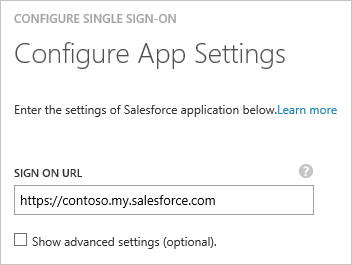 CONFIGURE SINGLE SIGN-ON
Configure App Settings
Enter the settings of Salesforce application below.Learn more
SIGN ON URL ?
https://contoso.my.salesforce.com
Show advanced settings (optional).